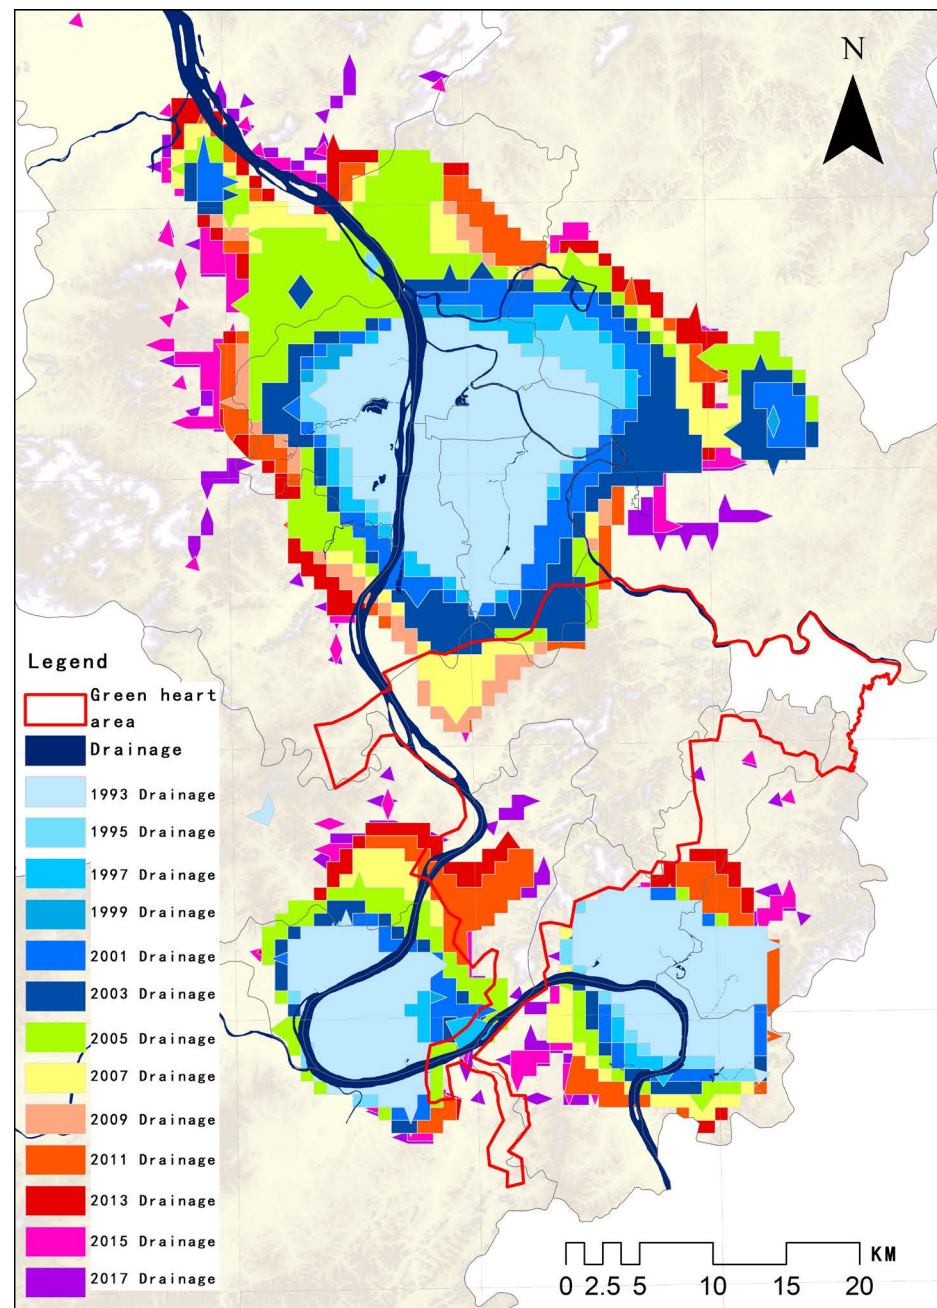 N
Legend
Green heart
area
Drainage
1993 Drainage
1995 Drainage
1997 Drainage
1999 Drainage
2001 Drainage
2003 Drainage
2005 Drainage
2007 Drainage
2009 Drainage
2011 Drainage
2013 Drainage
2015 Drainage
2017 Drainage
KM
0 2.5 5 10 15 20